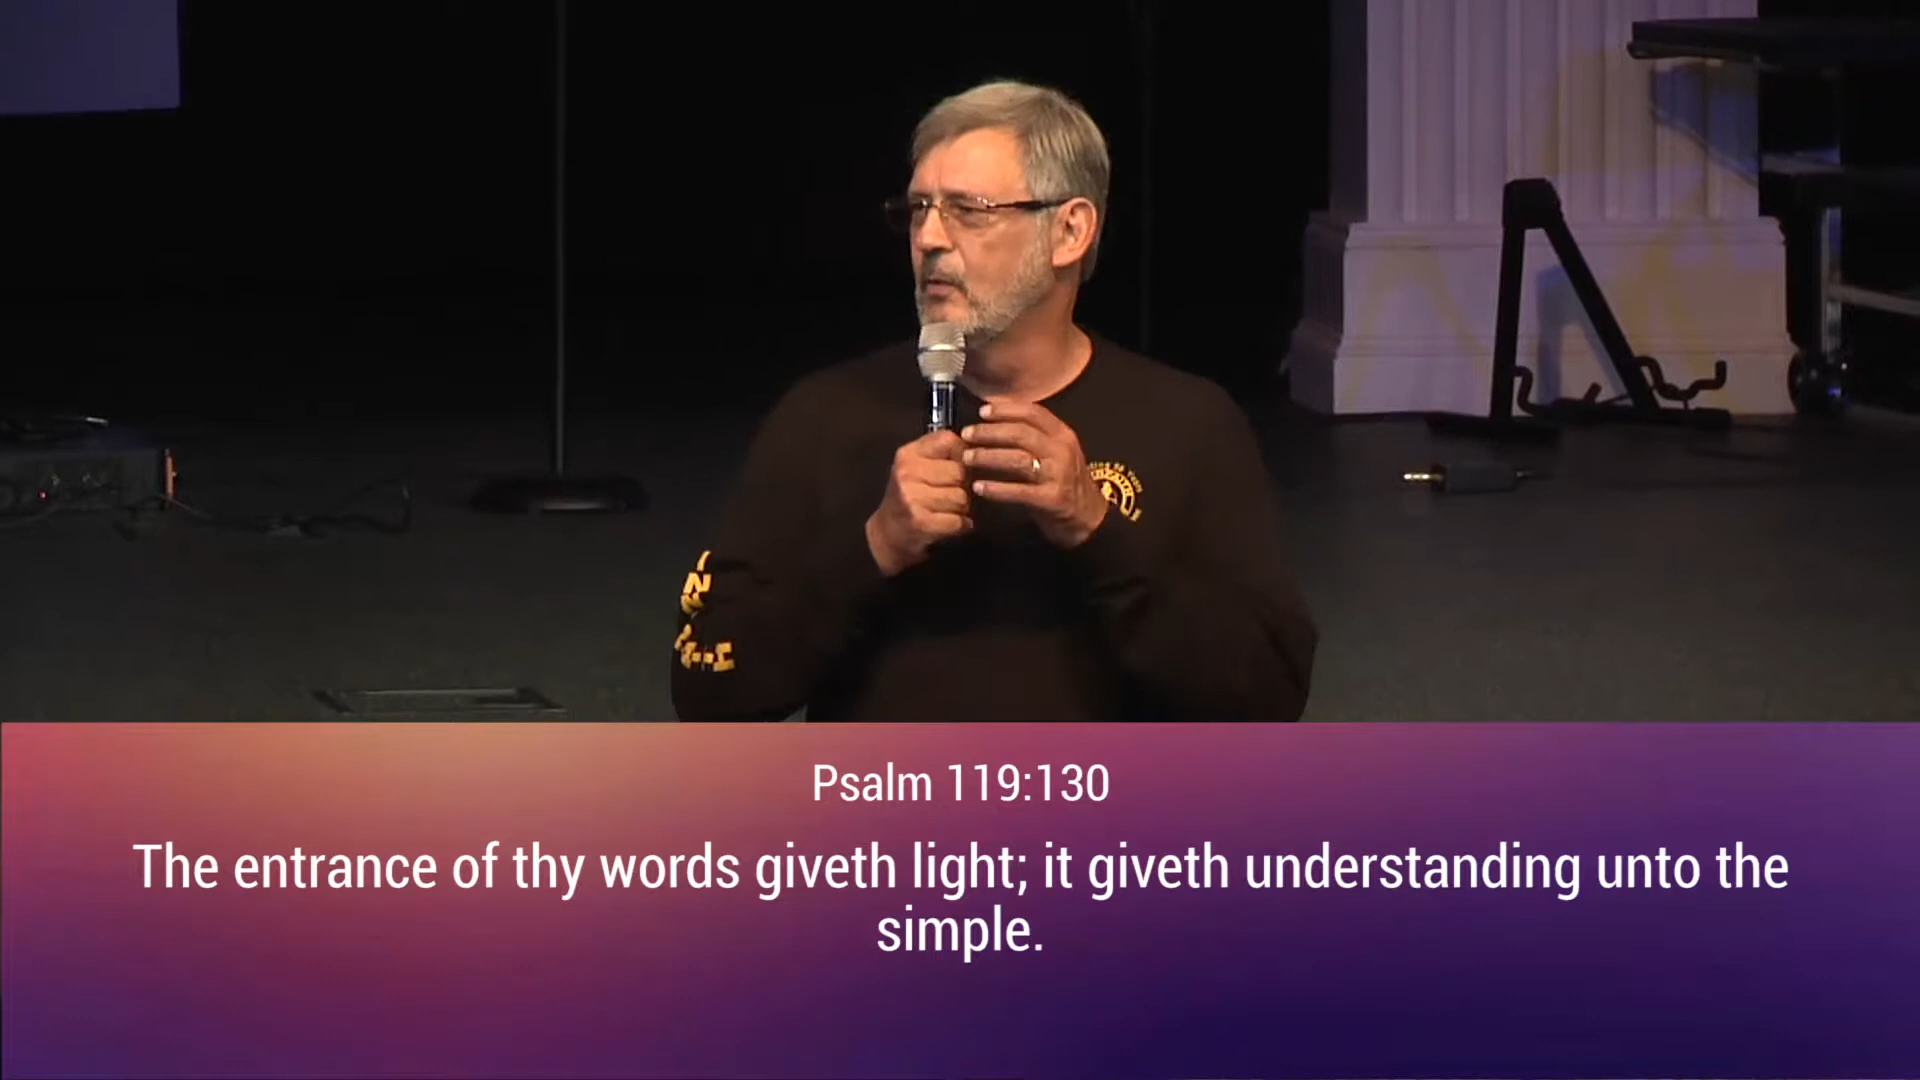 Psalm 119:130
The entrance of thy words giveth light; it giveth understanding unto the
simple.